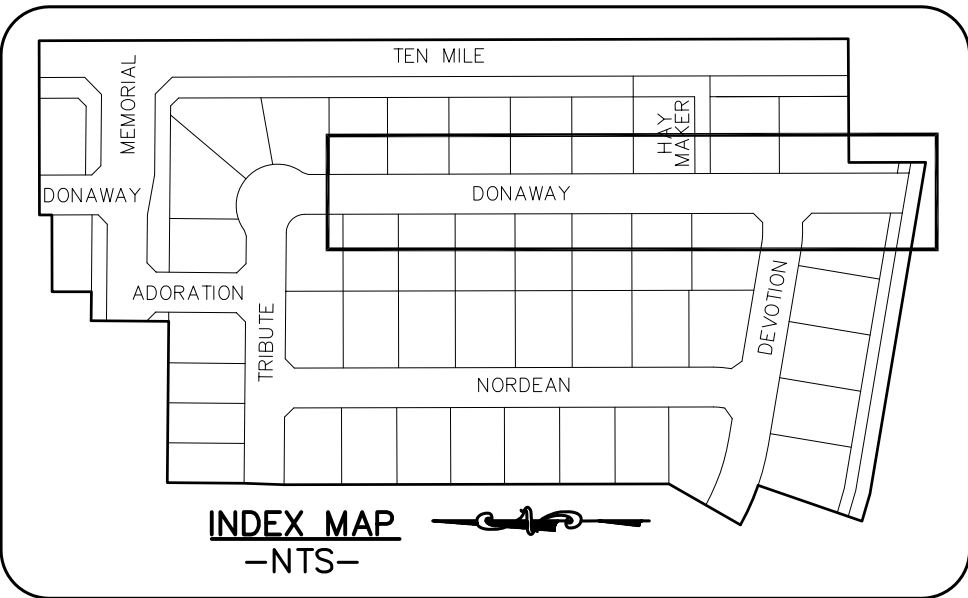 TEN MILE
MEMORIAL
HAY
MAKER
DONAWAY
DONAWAY
ADORATION
TRIBUTE
DEVOTION
NORDEAN
INDEX MAP
-NTS-